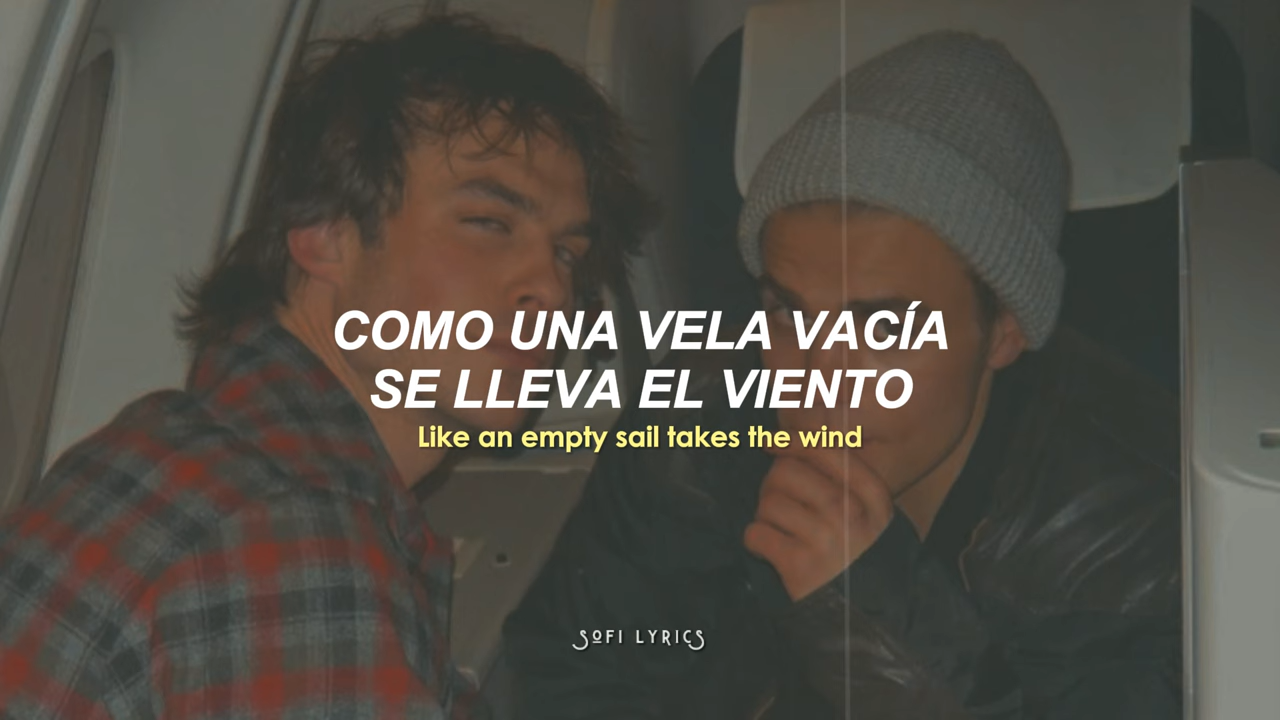 COMO UNA VELA VACÍA
SE LLEVA EL VIENTO
Like an empty sail takes the wind
SOFI LYRICS